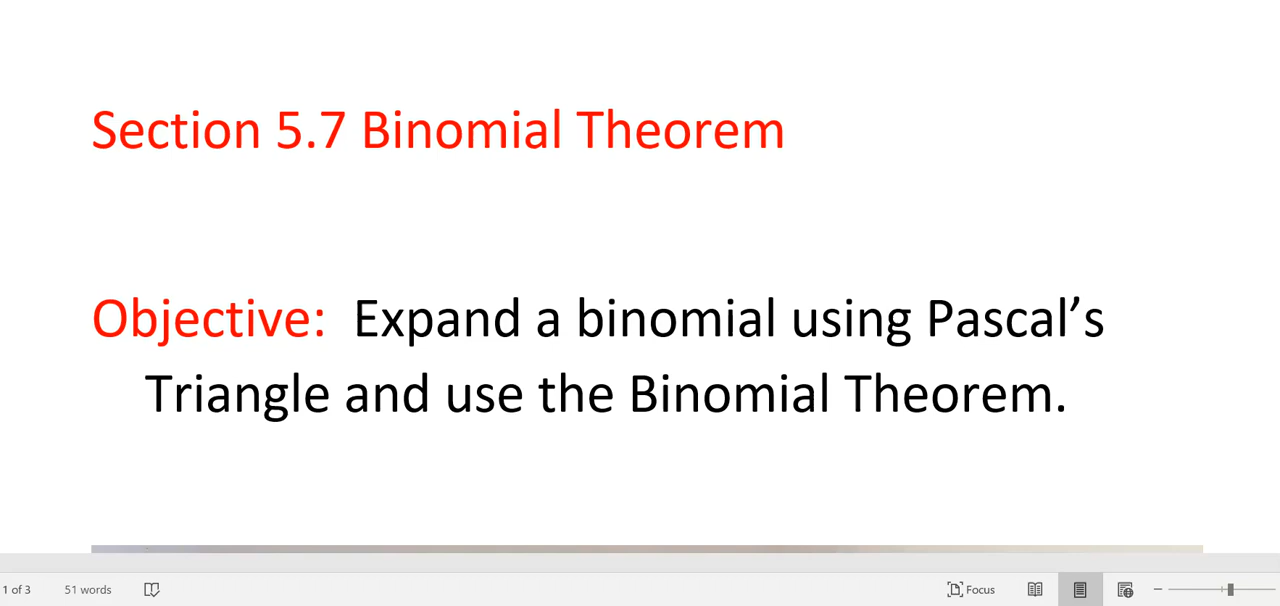 Section 5.7 Binomial Theorem
Objective: Expand a binomial using Pascal’s
Triangle and use the Binomial Theorem.
1 of 3 51 words Focus